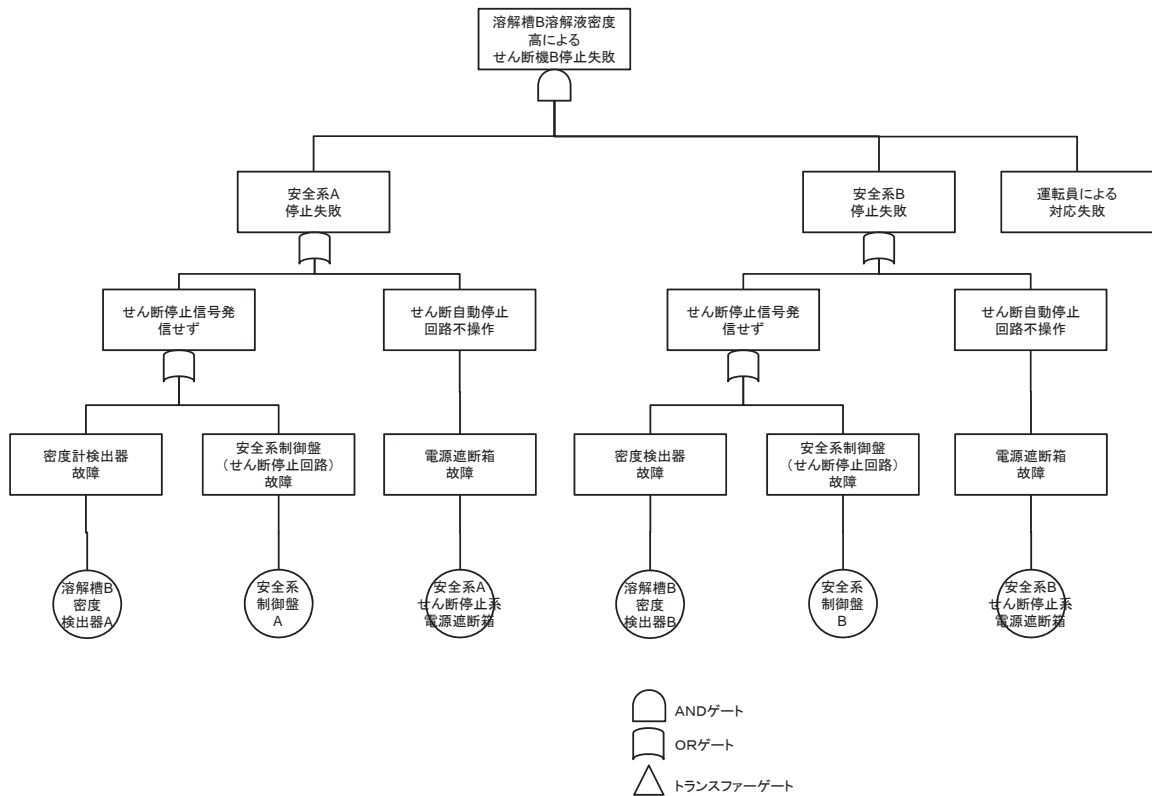 溶解槽B溶解液密度
高による
せん断機B停止失敗
安全系A
停止失敗
安全系B
停止失敗
運転員による
対応失敗
せん断停止信号発
信せず
せん断自動停止
回路不操作
せん断停止信号発
信せず
せん断自動停止
回路不操作
密度計検出器
故障
安全系制御盤
（せん断停止回路）
故障
電源遮断箱
故障
密度検出器
故障
安全系制御盤
（せん断停止回路）
故障
電源遮断箱
故障
溶解槽B
密度
検出器A
安全系
制御盤
A
安全系A
せん断停止系
電源遮断箱
溶解槽B
密度
検出器B
安全系
制御盤
B
安全系B
せん断停止系
電源遮断箱
ANDゲート
ORゲート
トランスファーゲート